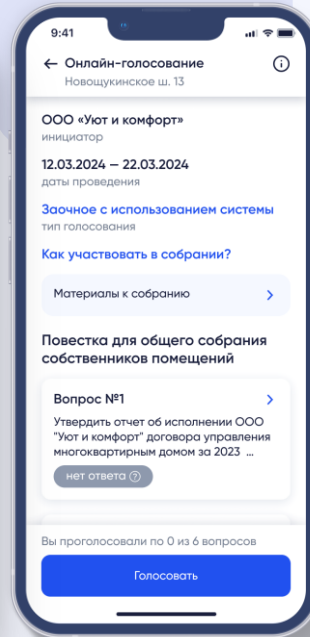 9:41
Онлайн-голосование
Новощукинское ш. 13
ООО «Уют и комфорт»
инициатор
12.03.2024 — 22.03.2024
даты проведения
Заочное с использованием системы
тип голосования
Как участвовать в собрании?
Материалы к собранию
Повестка для общего собрания
собственников помещений
Вопрос №1
Утвердить отчет об исполнении ООО
"Уют и комфорт" договора управления
многоквартирным домом за 2023 ...
нет ответа
Вы проголосовали по 0 из 6 вопросов
Голосовать